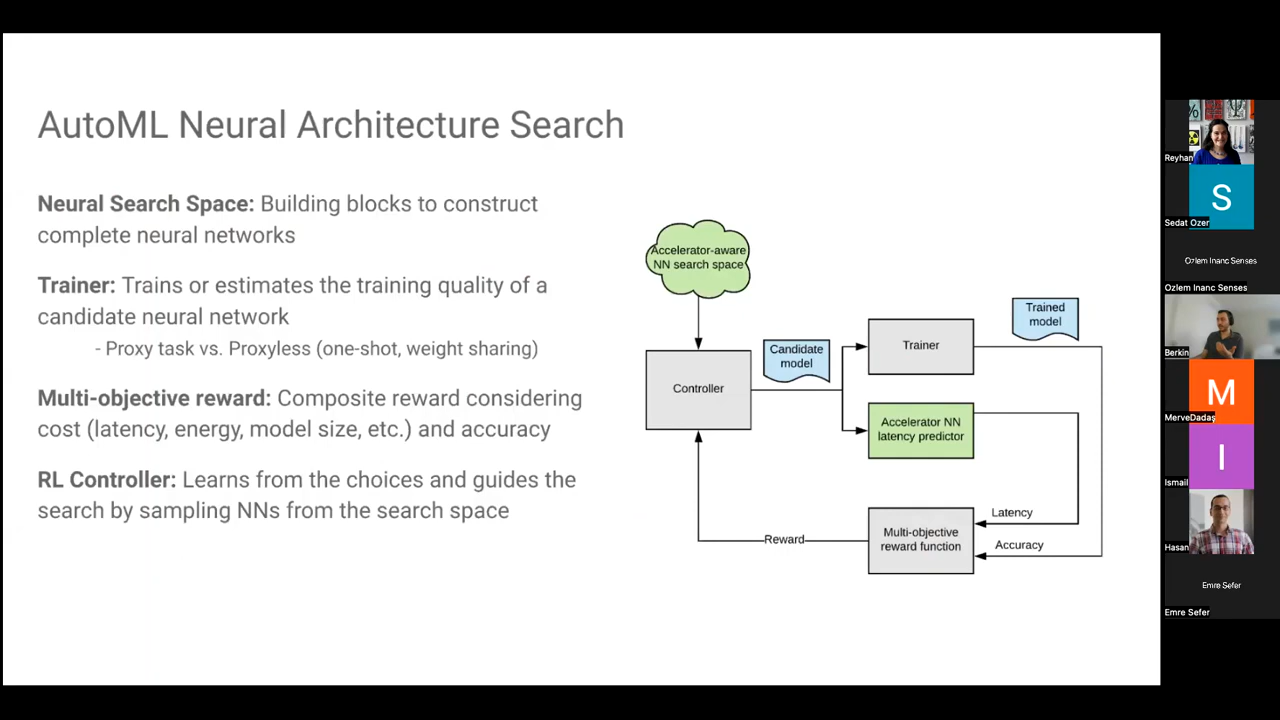 AutoML Neural Architecture Search
Neural Search Space: Building blocks to construct
complete neural networks
Trainer: Trains or estimates the training quality of a
candidate neural network
- Proxy task vs. Proxyless (one-shot, weight sharing)
Multi-objective reward: Composite reward considering
cost (latency, energy, model size, etc.) and accuracy
RL Controller: Learns from the choices and guides the
search by sampling NNs from the search space
Accelerator-aware
NN search space
Controller
Candidate
model
Trainer
Trained
model
Accelerator NN
latency predictor
Multi-objective
reward function
Latency
Accuracy
Reward
Reyhan
S
Sedat Ozer
Ozlem Inanc Senses
Ozlem Inanc Senses
Berkin
M
MerveDadaş
I
Ismail
Hasan
Emre Sefer
Emre Sefer